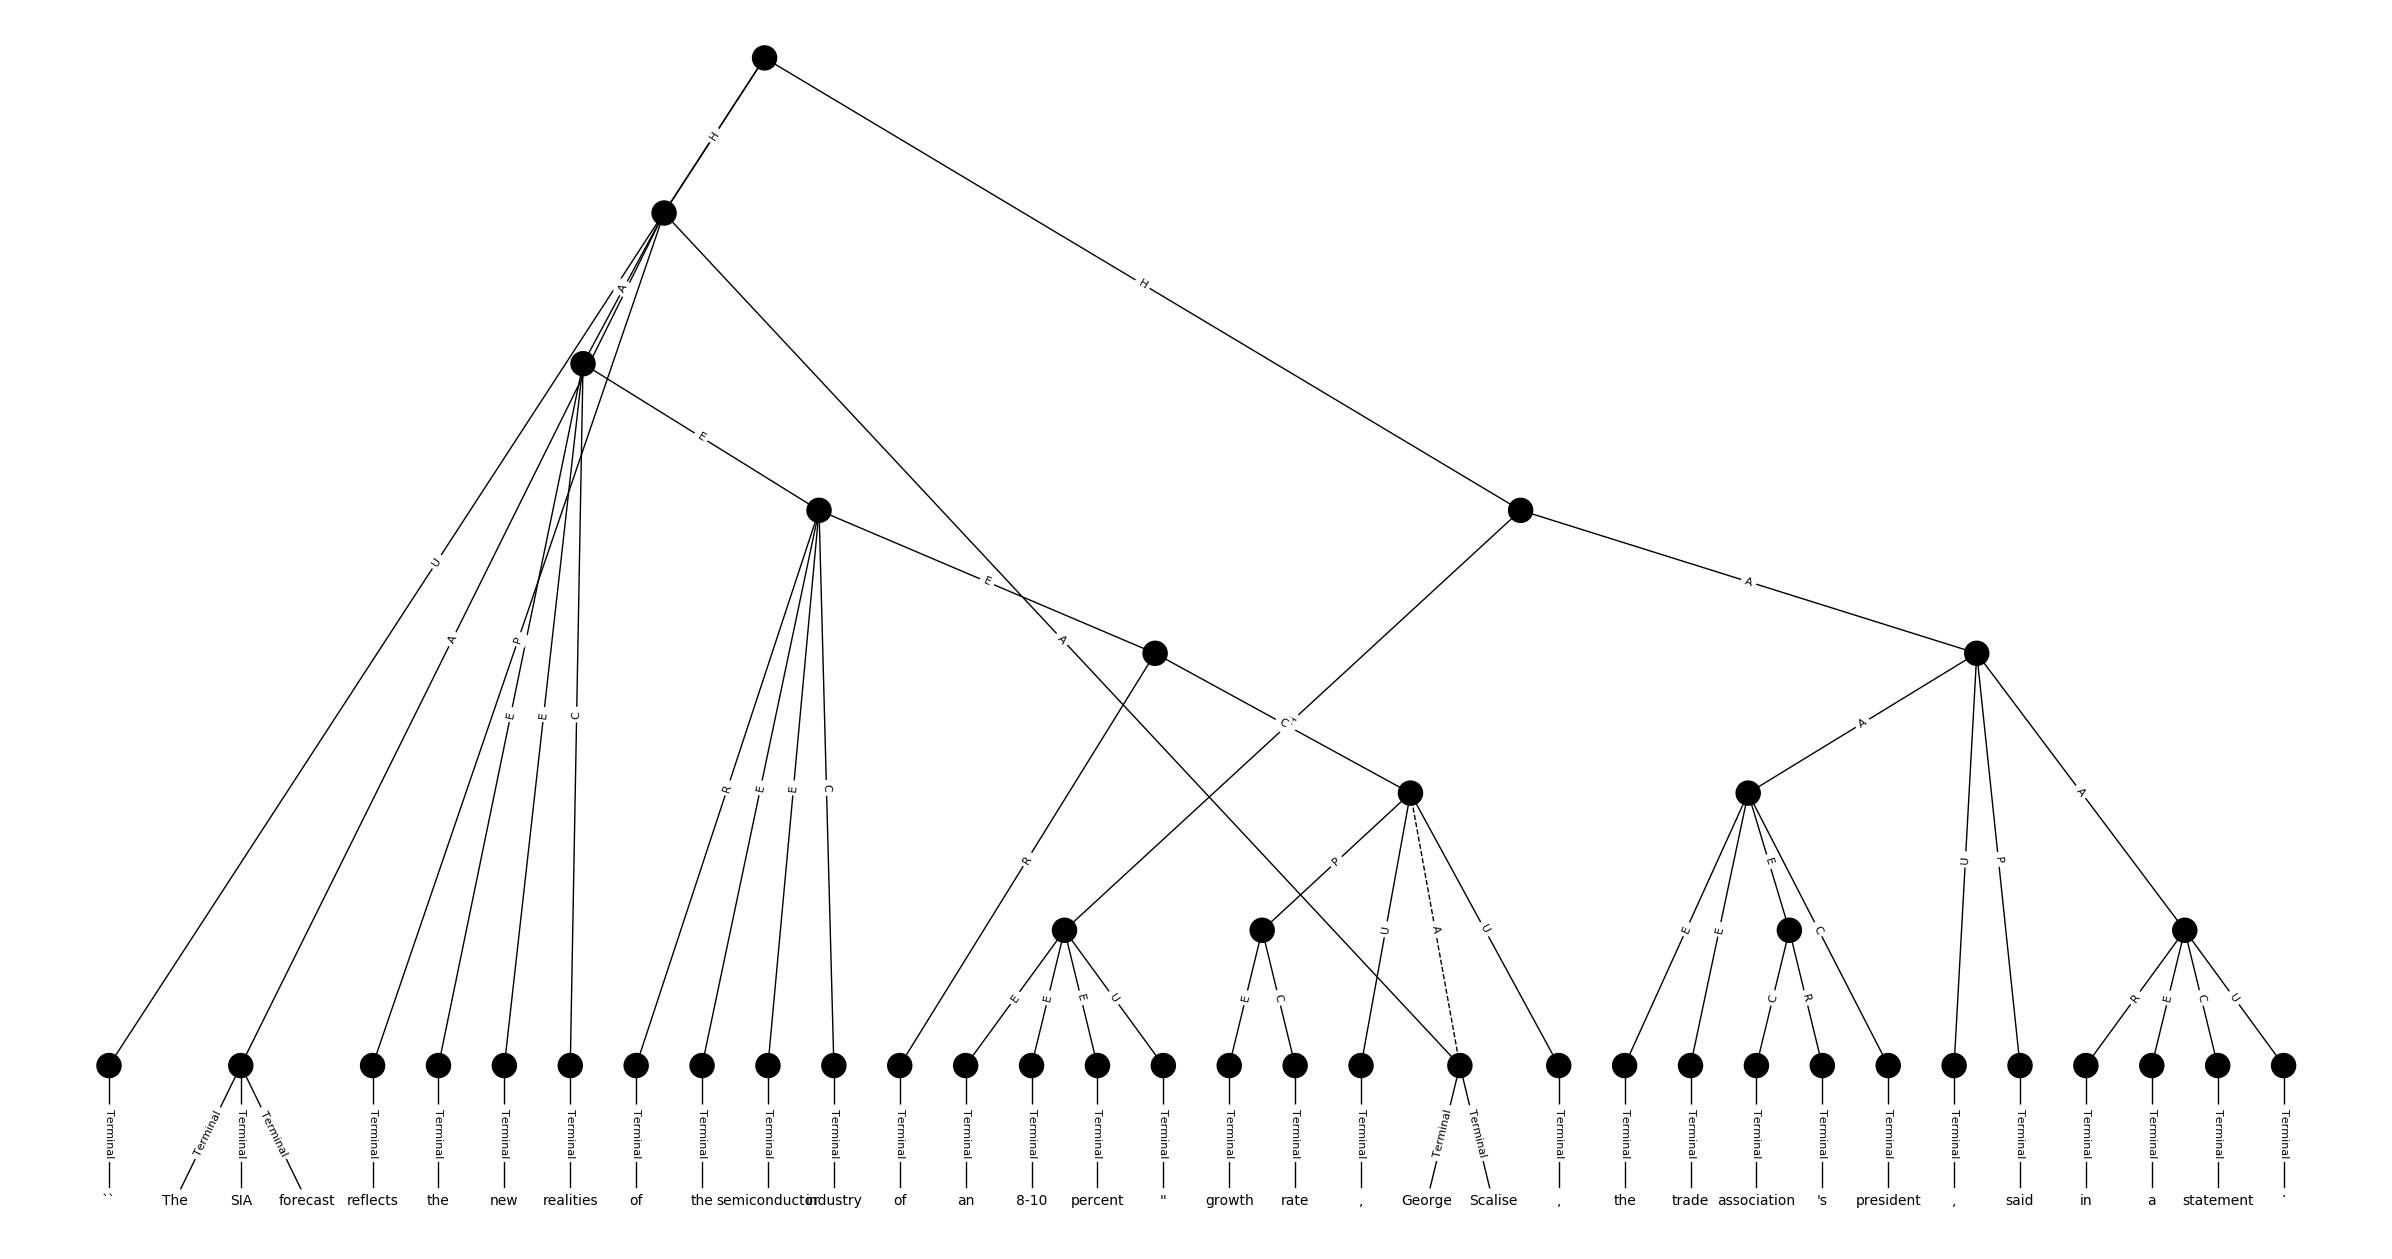 H
A H
U A P E E C E A A
R E E C E C A
R P A U P A
E E E U E C U A U E E E C R E C U
C R
Terminal Terminal Terminal Terminal Terminal Terminal Terminal Terminal Terminal Terminal Terminal Terminal Terminal Terminal Terminal Terminal Terminal Terminal Terminal Terminal Terminal Terminal Terminal Terminal Terminal Terminal Terminal Terminal Terminal Terminal Terminal Terminal Terminal Terminal
`` The SIA forecast reflects the new realities of the semiconductor industry of an 8-10 percent " growth rate , George Scalise , the trade association 's president , said in a statement .